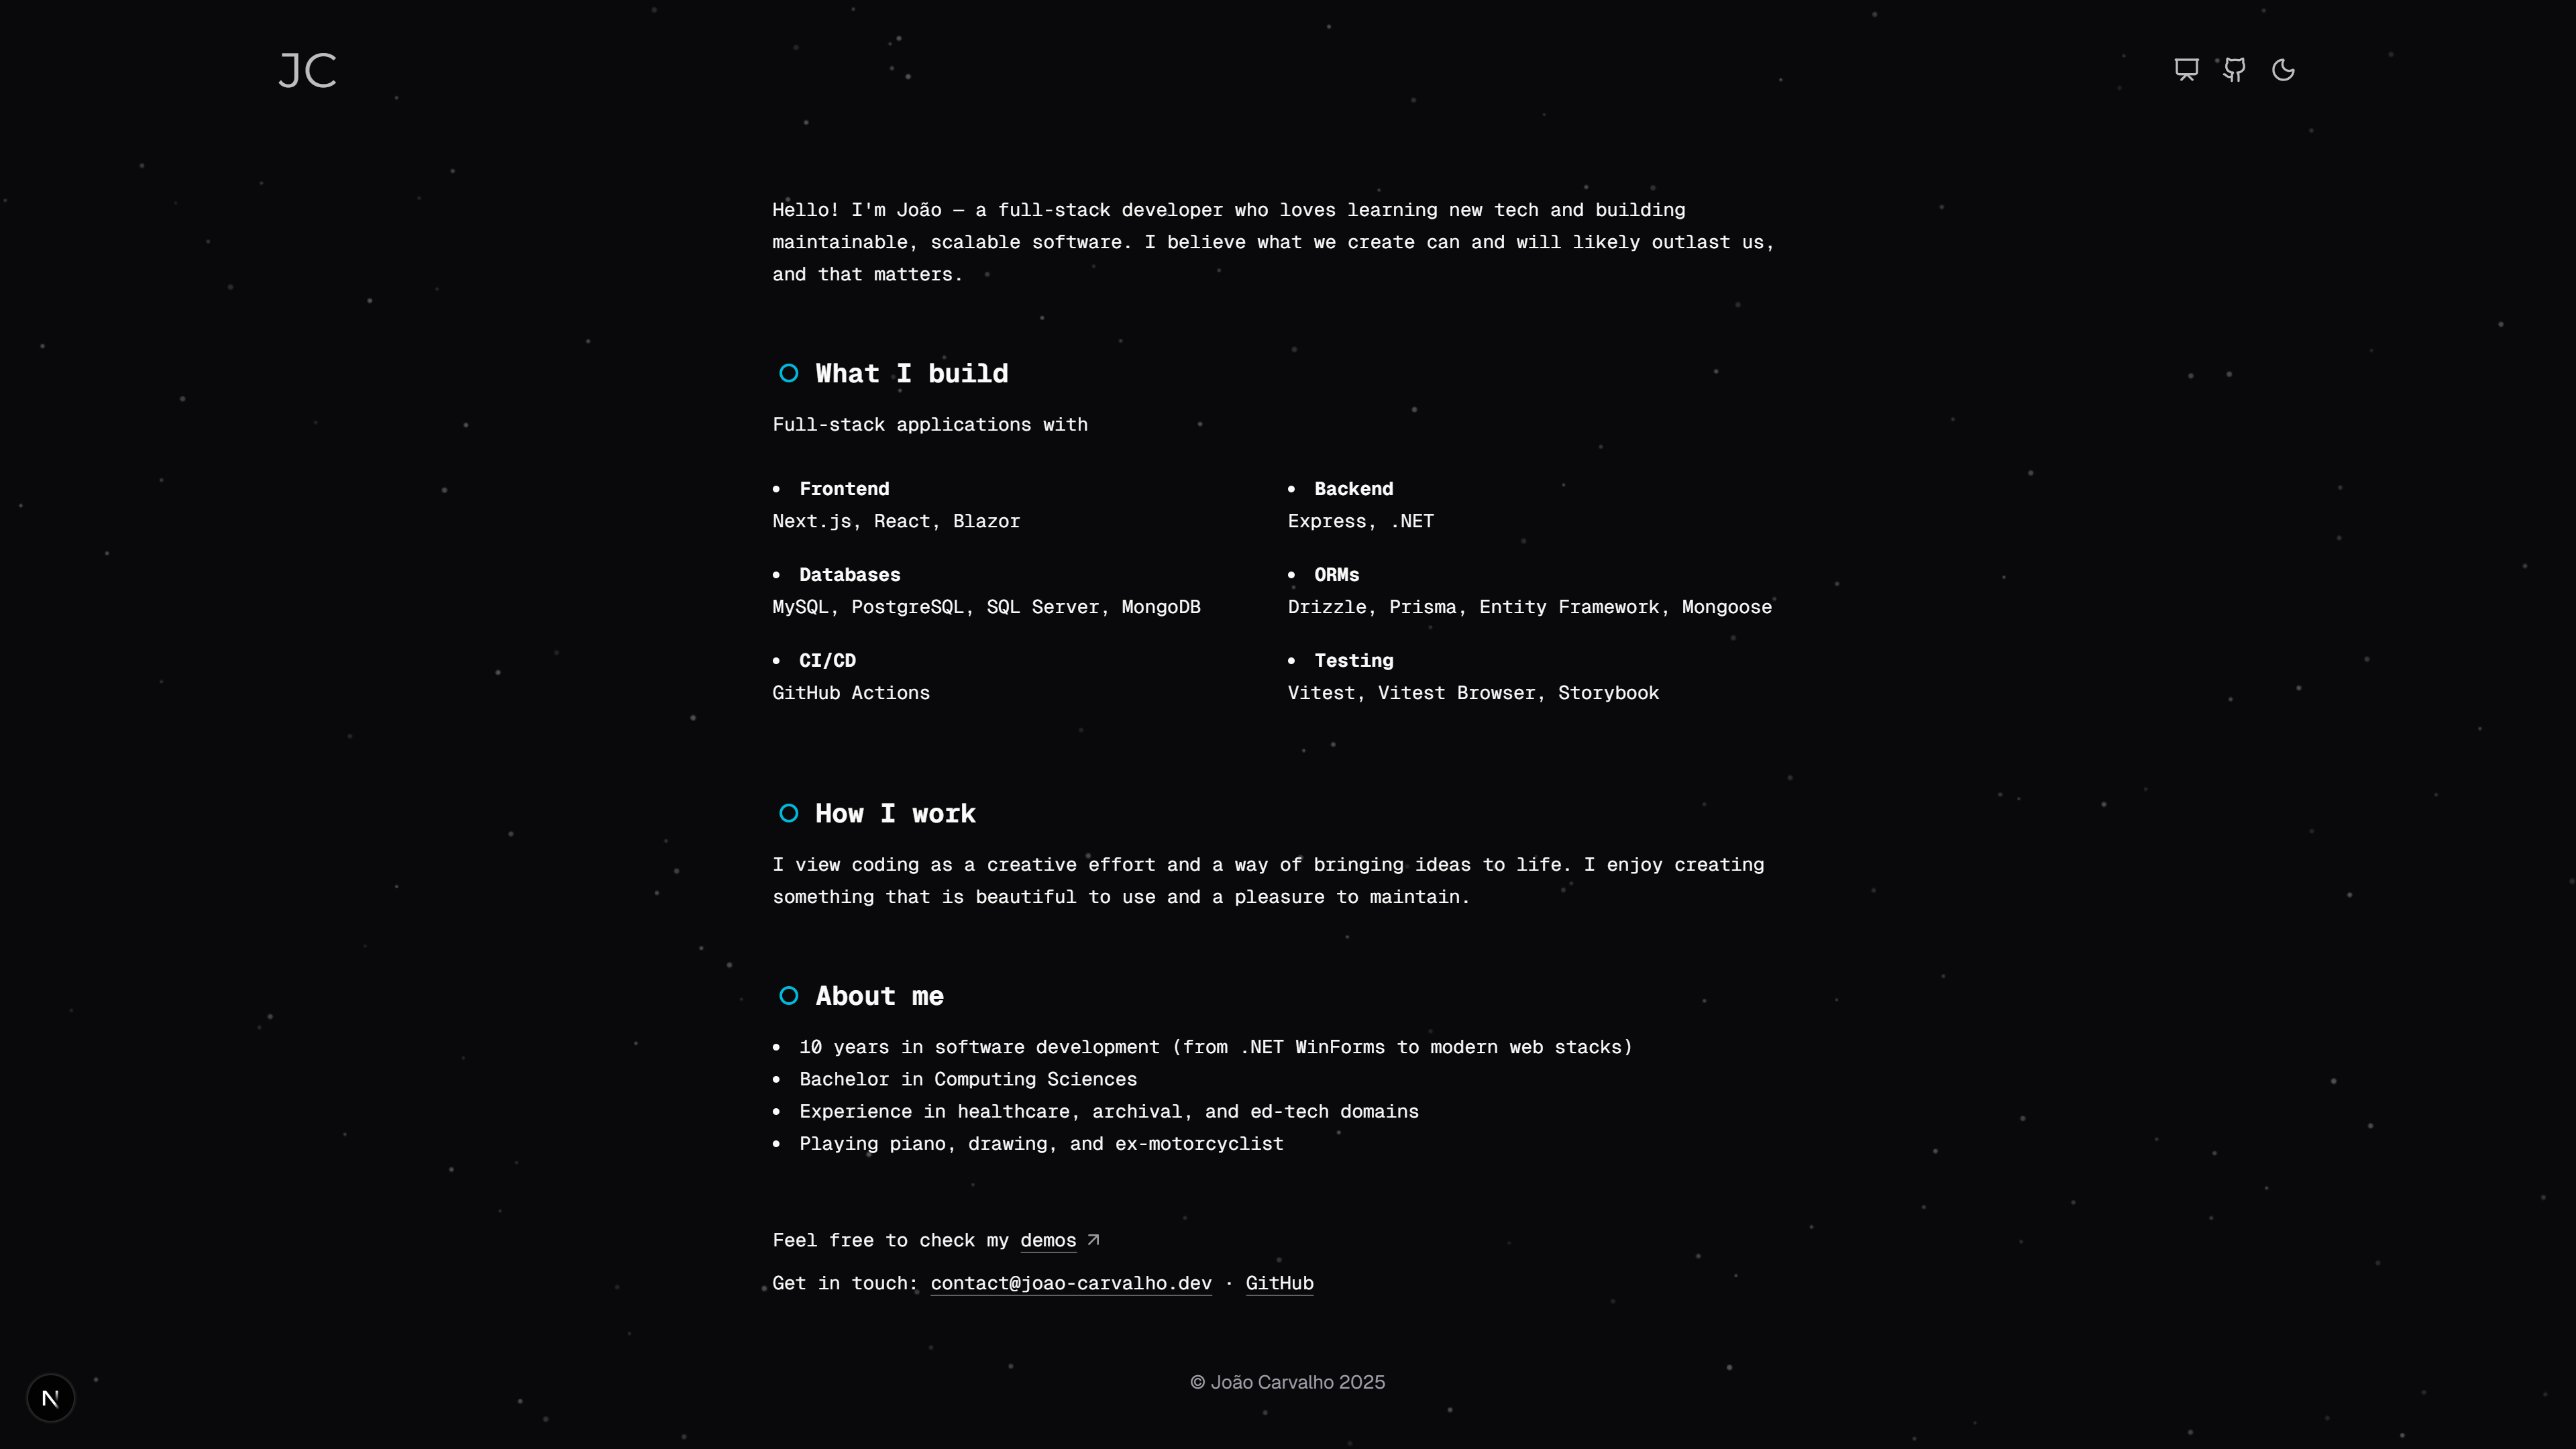 JC
Hello! I'm João — a full-stack developer who loves learning new tech and building
maintainable, scalable software. I believe what we create can and will likely outlast us,
and that matters.
What I build
Full-stack applications with
• Frontend
Next.js, React, Blazor
• Backend
Express, .NET
• Databases
MySQL, PostgreSQL, SQL Server, MongoDB
• ORMs
Drizzle, Prisma, Entity Framework, Mongoose
• CI/CD
GitHub Actions
• Testing
Vitest, Vitest Browser, Storybook
How I work
I view coding as a creative effort and a way of bringing ideas to life. I enjoy creating
something that is beautiful to use and a pleasure to maintain.
About me
• 10 years in software development (from .NET WinForms to modern web stacks)
• Bachelor in Computing Sciences
• Experience in healthcare, archival, and ed-tech domains
• Playing piano, drawing, and ex-motorcyclist
Feel free to check my demos
Get in touch: contact@joao-carvalho.dev · GitHub
© João Carvalho 2025
N